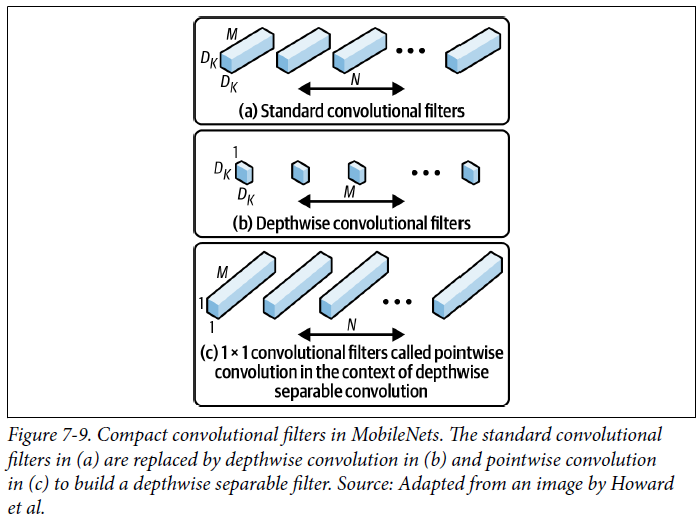 M
D_K
D_K
N
(a) Standard convolutional filters
1
D_K
D_K
M
(b) Depthwise convolutional filters
M
1
1
N
(c) 1 × 1 convolutional filters called pointwise
convolution in the context of depthwise
separable convolution
Figure 7-9. Compact convolutional filters in MobileNets. The standard convolutional
filters in (a) are replaced by depthwise convolution in (b) and pointwise convolution
in (c) to build a depthwise separable filter. Source: Adapted from an image by Howard
et al.